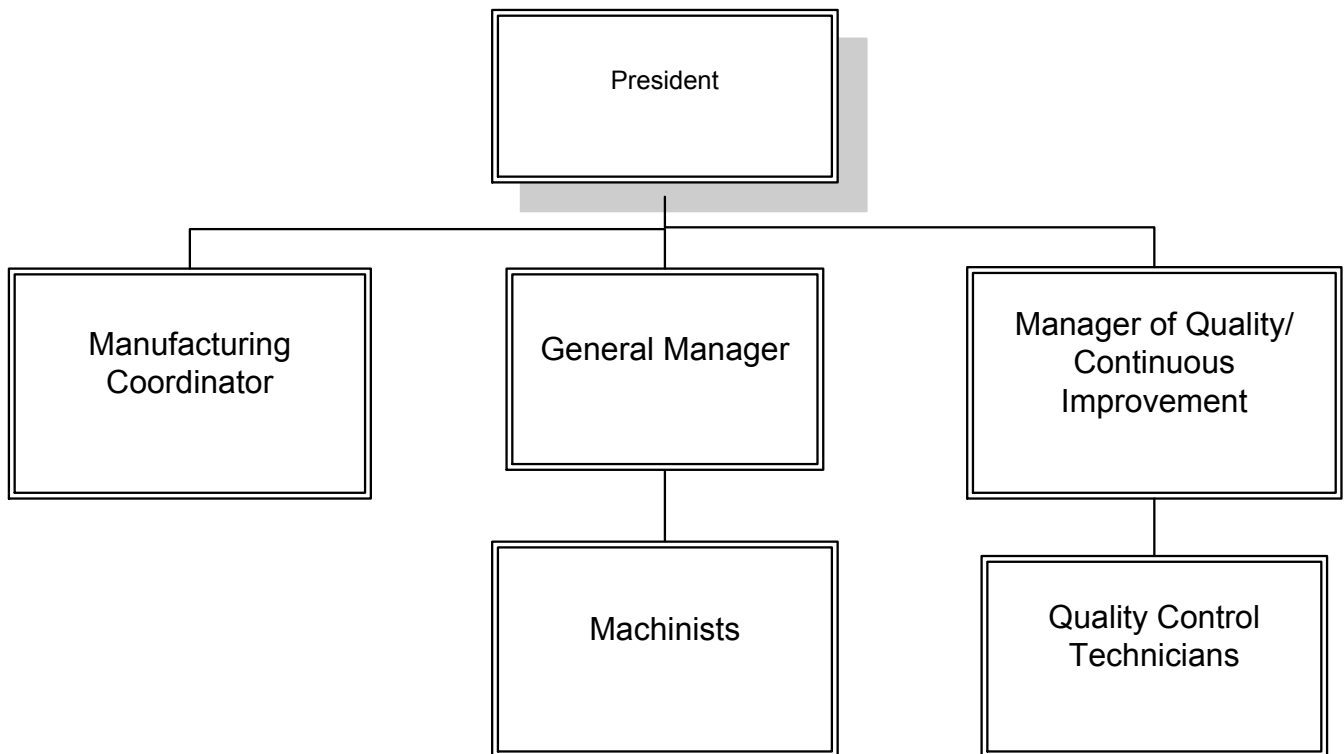 President
Manufacturing
Coordinator
General Manager
Manager of Quality/
Continuous
Improvement
Machinists
Quality Control
Technicians